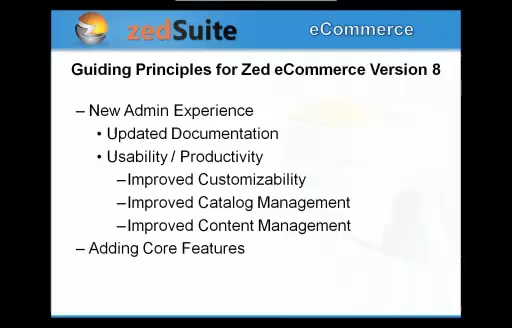 zedSuite eCommerce
Guiding Principles for Zed eCommerce Version 8
– New Admin Experience
• Updated Documentation
• Usability / Productivity
–Improved Customizability
–Improved Catalog Management
–Improved Content Management
– Adding Core Features